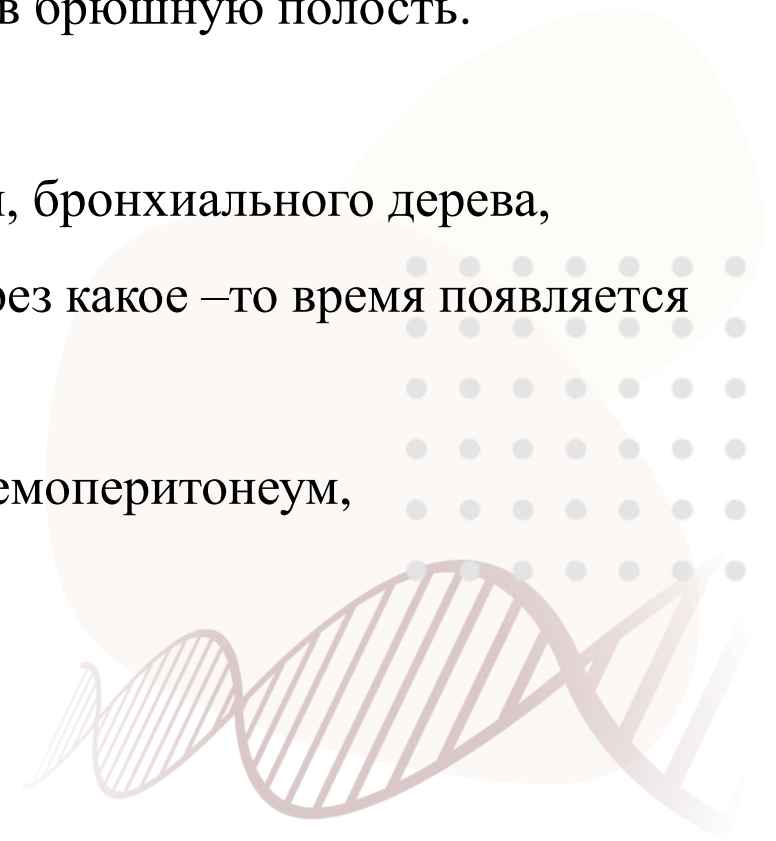 в брюшную полость.
, бронхиального дерева,
рез какое –то время появляется
емоперитонеум,